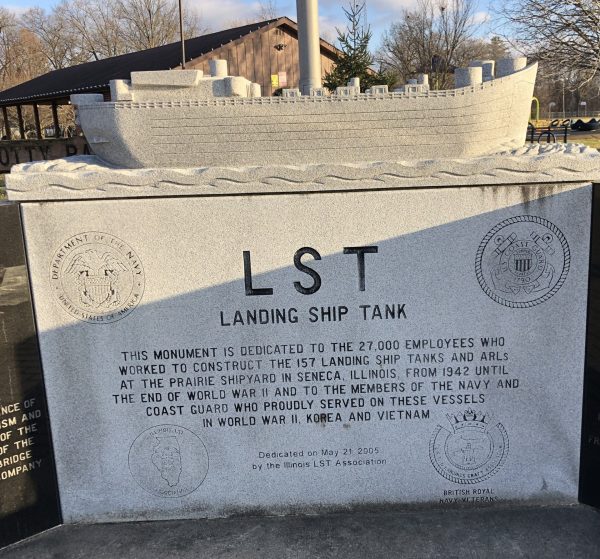 DEPARTMENT OF THE NAVY
UNITED STATES OF AMERICA
LST
LANDING SHIP TANK
THIS MONUMENT IS DEDICATED TO THE 27,000 EMPLOYEES WHO
WORKED TO CONSTRUCT THE 157 LANDING SHIP TANKS AND ARLs
AT THE PRAIRIE SHIPYARD IN SENECA, ILLINOIS, FROM 1942 UNTIL
THE END OF WORLD WAR II AND TO THE MEMBERS OF THE NAVY AND
COAST GUARD WHO PROUDLY SERVED ON THESE VESSELS
IN WORLD WAR II, KOREA AND VIETNAM
Dedicated on May 21, 2005
by the Illinois LST Association
BRITISH ROYAL
NAVY VETERANS
NCE OF
ISM AND
OF THE
OF THE
BRIDGE
COMPANY